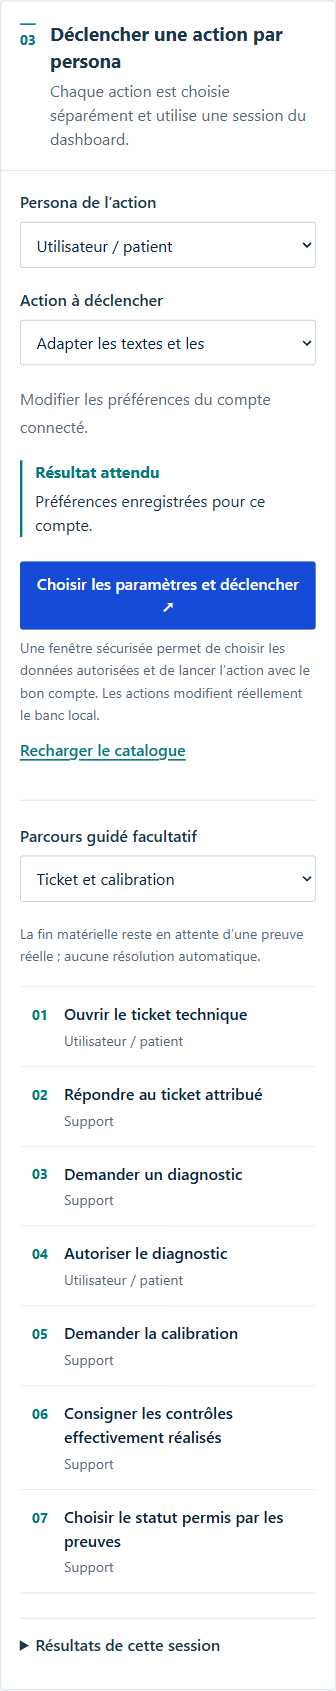 03
Déclencher une action par
persona
Chaque action est choisie
séparément et utilise une session du
dashboard.
Persona de l’action
Utilisateur / patient
Action à déclencher
Adapter les textes et les
Modifier les préférences du compte
connecté.
Résultat attendu
Préférences enregistrées pour ce
compte.
Choisir les paramètres et déclencher
↗
Une fenêtre sécurisée permet de choisir les
données autorisées et de lancer l’action avec le
bon compte. Les actions modifient réellement
le banc local.
Recharger le catalogue
Parcours guidé facultatif
Ticket et calibration
La fin matérielle reste en attente d’une preuve
réelle ; aucune résolution automatique.
01 Ouvrir le ticket technique
Utilisateur / patient
02 Répondre au ticket attribué
Support
03 Demander un diagnostic
Support
04 Autoriser le diagnostic
Utilisateur / patient
05 Demander la calibration
Support
06 Consigner les contrôles
effectivement réalisés
Support
07 Choisir le statut permis par les
preuves
Support
▶ Résultats de cette session